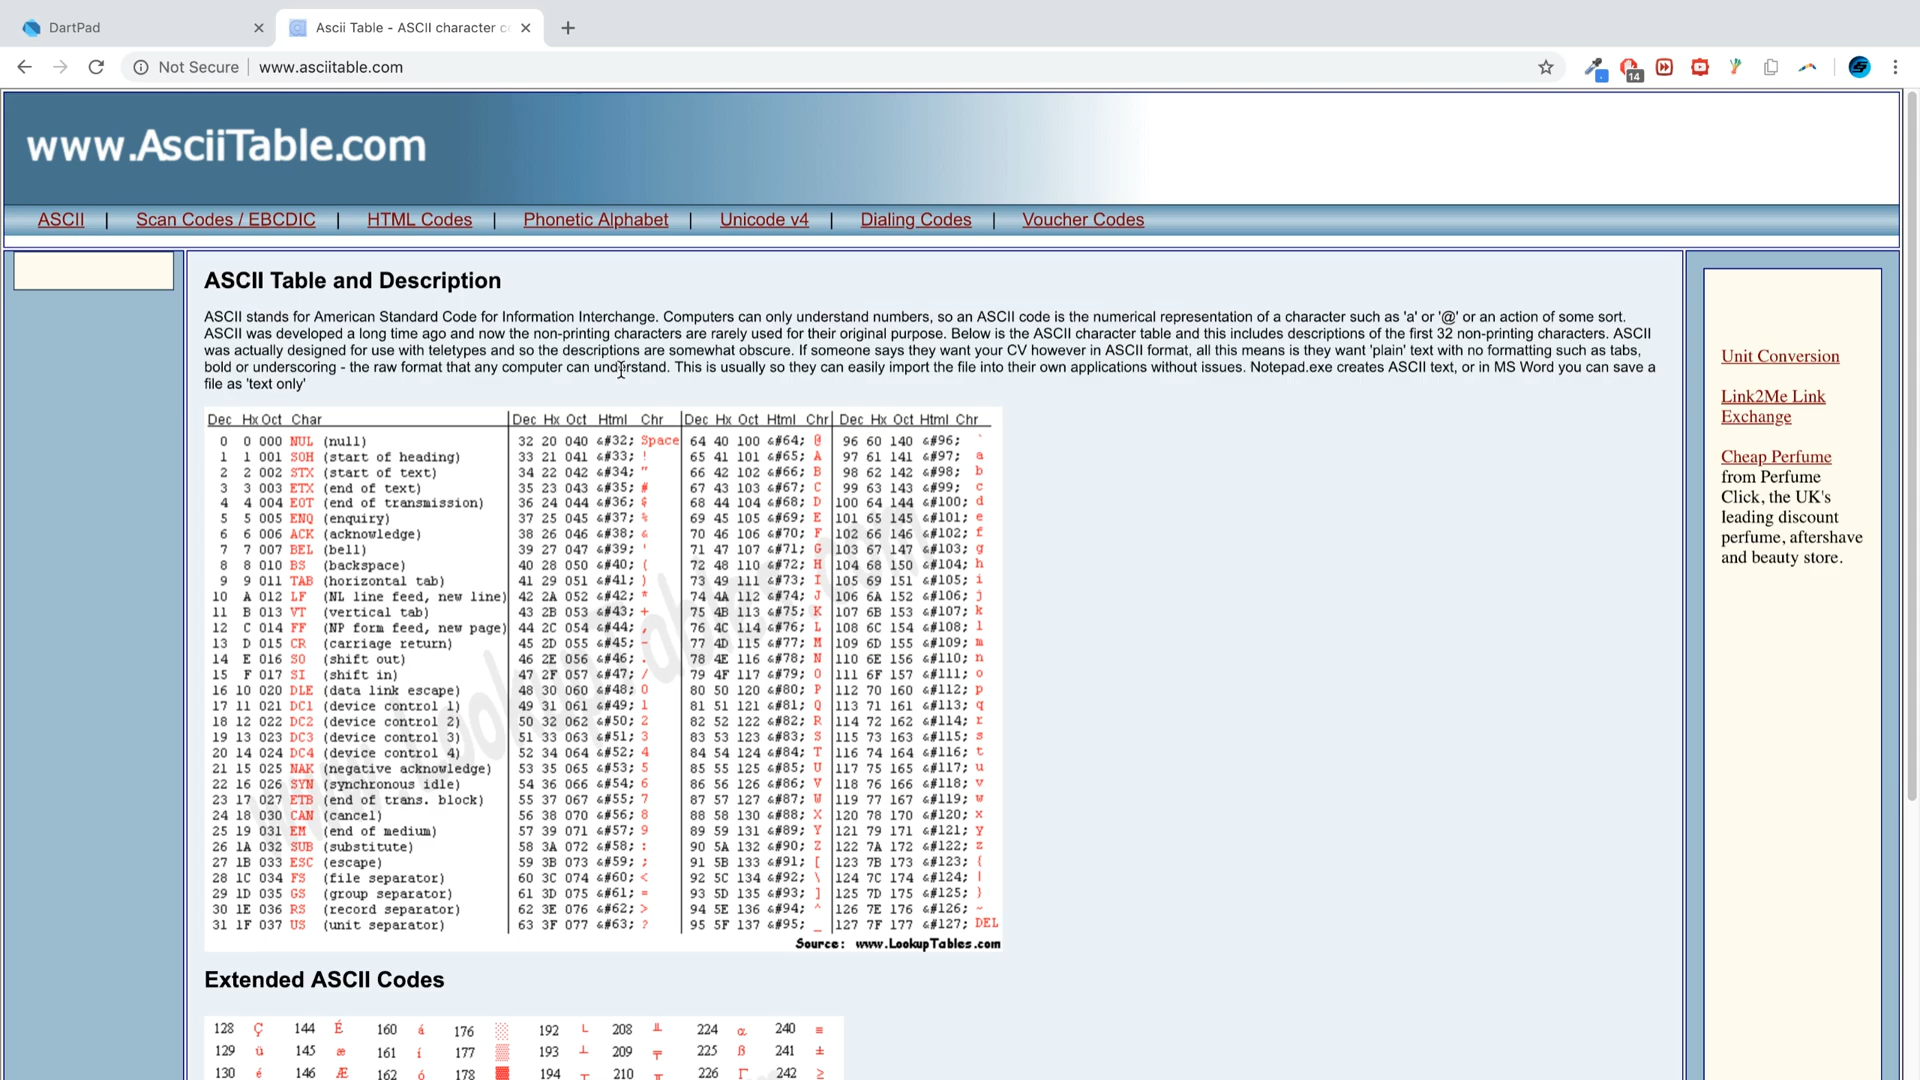 DartPad
Ascii Table - ASCII character c
Not Secure
www.asciitable.com
14
www.AsciiTable.com
ASCII | Scan Codes / EBCDIC | HTML Codes | Phonetic Alphabet | Unicode v4 | Dialing Codes | Voucher Codes
ASCII Table and Description
ASCII stands for American Standard Code for Information Interchange. Computers can only understand numbers, so an ASCII code is the numerical representation of a character such as 'a' or '@' or an action of some sort.
ASCII was developed a long time ago and now the non-printing characters are rarely used for their original purpose. Below is the ASCII character table and this includes descriptions of the first 32 non-printing characters. ASCII
was actually designed for use with teletypes and so the descriptions are somewhat obscure. If someone says they want your CV however in ASCII format, all this means is they want 'plain' text with no formatting such as tabs,
bold or underscoring - the raw format that any computer can understand. This is usually so they can easily import the file into their own applications without issues. Notepad.exe creates ASCII text, or in MS Word you can save a
file as 'text only'
Dec Hx Oct Char Dec Hx Oct Html Chr Dec Hx Oct Html Chr Dec Hx Oct Html Chr
0 0 000 NUL (null) 32 20 040 &#32; Space 64 40 100 &#64; @ 96 60 140 &#96; `
1 1 001 SOH (start of heading) 33 21 041 &#33; ! 65 41 101 &#65; A 97 61 141 &#97; a
2 2 002 STX (start of text) 34 22 042 &#34; " 66 42 102 &#66; B 98 62 142 &#98; b
3 3 003 ETX (end of text) 35 23 043 &#35; # 67 43 103 &#67; C 99 63 143 &#99; c
4 4 004 EOT (end of transmission) 36 24 044 &#36; $ 68 44 104 &#68; D 100 64 144 &#100; d
5 5 005 ENQ (enquiry) 37 25 045 &#37; % 69 45 105 &#69; E 101 65 145 &#101; e
6 6 006 ACK (acknowledge) 38 26 046 &#38; & 70 46 106 &#70; F 102 66 146 &#102; f
7 7 007 BEL (bell) 39 27 047 &#39; ' 71 47 107 &#71; G 103 67 147 &#103; g
8 8 010 BS (backspace) 40 28 050 &#40; ( 72 48 110 &#72; H 104 68 150 &#104; h
9 9 011 TAB (horizontal tab) 41 29 051 &#41; ) 73 49 111 &#73; I 105 69 151 &#105; i
10 A 012 LF (NL line feed, new line) 42 2A 052 &#42; * 74 4A 112 &#74; J 106 6A 152 &#106; j
11 B 013 VT (vertical tab) 43 2B 053 &#43; + 75 4B 113 &#75; K 107 6B 153 &#107; k
12 C 014 FF (NP form feed, new page) 44 2C 054 &#44; , 76 4C 114 &#76; L 108 6C 154 &#108; l
13 D 015 CR (carriage return) 45 2D 055 &#45; - 77 4D 115 &#77; M 109 6D 155 &#109; m
14 E 016 SO (shift out) 46 2E 056 &#46; . 78 4E 116 &#78; N 110 6E 156 &#110; n
15 F 017 SI (shift in) 47 2F 057 &#47; / 79 4F 117 &#79; O 111 6F 157 &#111; o
16 10 020 DLE (data link escape) 48 30 060 &#48; 0 80 50 120 &#80; P 112 70 160 &#112; p
17 11 021 DC1 (device control 1) 49 31 061 &#49; 1 81 51 121 &#81; Q 113 71 161 &#113; q
18 12 022 DC2 (device control 2) 50 32 062 &#50; 2 82 52 122 &#82; R 114 72 162 &#114; r
19 13 023 DC3 (device control 3) 51 33 063 &#51; 3 83 53 123 &#83; S 115 73 163 &#115; s
20 14 024 DC4 (device control 4) 52 34 064 &#52; 4 84 54 124 &#84; T 116 74 164 &#116; t
21 15 025 NAK (negative acknowledge) 53 35 065 &#53; 5 85 55 125 &#85; U 117 75 165 &#117; u
22 16 026 SYN (synchronous idle) 54 36 066 &#54; 6 86 56 126 &#86; V 118 76 166 &#118; v
23 17 027 ETB (end of trans. block) 55 37 067 &#55; 7 87 57 127 &#87; W 119 77 167 &#119; w
24 18 030 CAN (cancel) 56 38 070 &#56; 8 88 58 130 &#88; X 120 78 170 &#120; x
25 19 031 EM (end of medium) 57 39 071 &#57; 9 89 59 131 &#89; Y 121 79 171 &#121; y
26 1A 032 SUB (substitute) 58 3A 072 &#58; : 90 5A 132 &#90; Z 122 7A 172 &#122; z
27 1B 033 ESC (escape) 59 3B 073 &#59; ; 91 5B 133 &#91; [ 123 7B 173 &#123; {
28 1C 034 FS (file separator) 60 3C 074 &#60; < 92 5C 134 &#92; \ 124 7C 174 &#124; |
29 1D 035 GS (group separator) 61 3D 075 &#61; = 93 5D 135 &#93; ] 125 7D 175 &#125; }
30 1E 036 RS (record separator) 62 3E 076 &#62; > 94 5E 136 &#94; ^ 126 7E 176 &#126; ~
31 1F 037 US (unit separator) 63 3F 077 &#63; ? 95 5F 137 &#95; _ 127 7F 177 &#127; DEL
www.LookupTables.com
Source: www.LookupTables.com
Extended ASCII Codes
128 Ç 144 É 160 á 176 ░ 192 └ 208 ╨ 224 α 240 ≡
129 ü 145 æ 161 í 177 ▒ 193 ┴ 209 ╤ 225 ß 241 ±
130 é 146 Æ 162 ó 178 ▓ 194 ┬ 210 ╥ 226 Γ 242 ≥
Unit Conversion
Link2Me Link
Exchange
Cheap Perfume
from Perfume
Click, the UK's
leading discount
perfume, aftershave
and beauty store.